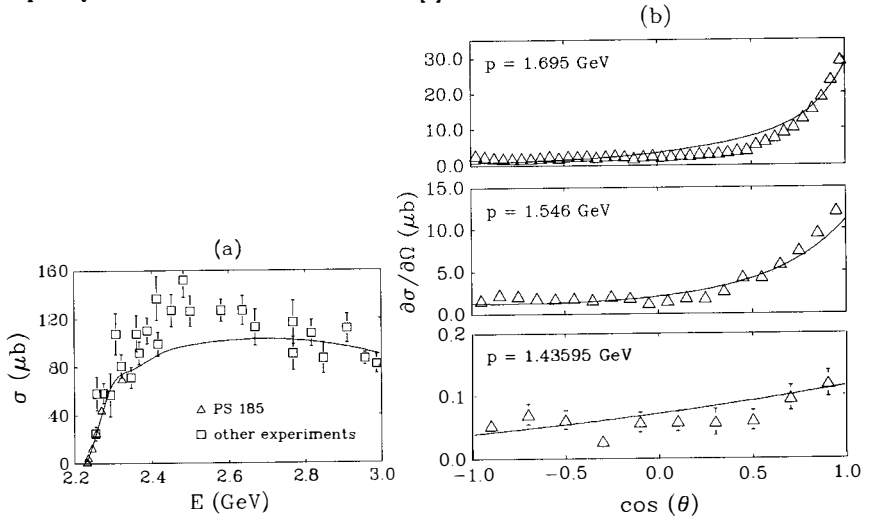 (a)
160
120
80
40
0
σ (μb)
△ PS 185
□ other experiments
2.2 2.4 2.6 2.8 3.0
E (GeV)
(b)
30.0
20.0
10.0
0.0
p = 1.695 GeV
15.0
10.0
5.0
0.0
p = 1.546 GeV
∂σ/∂Ω (μb)
0.2
0.1
0.0
p = 1.43595 GeV
−1.0 −0.5 0.0 0.5 1.0
cos (θ)